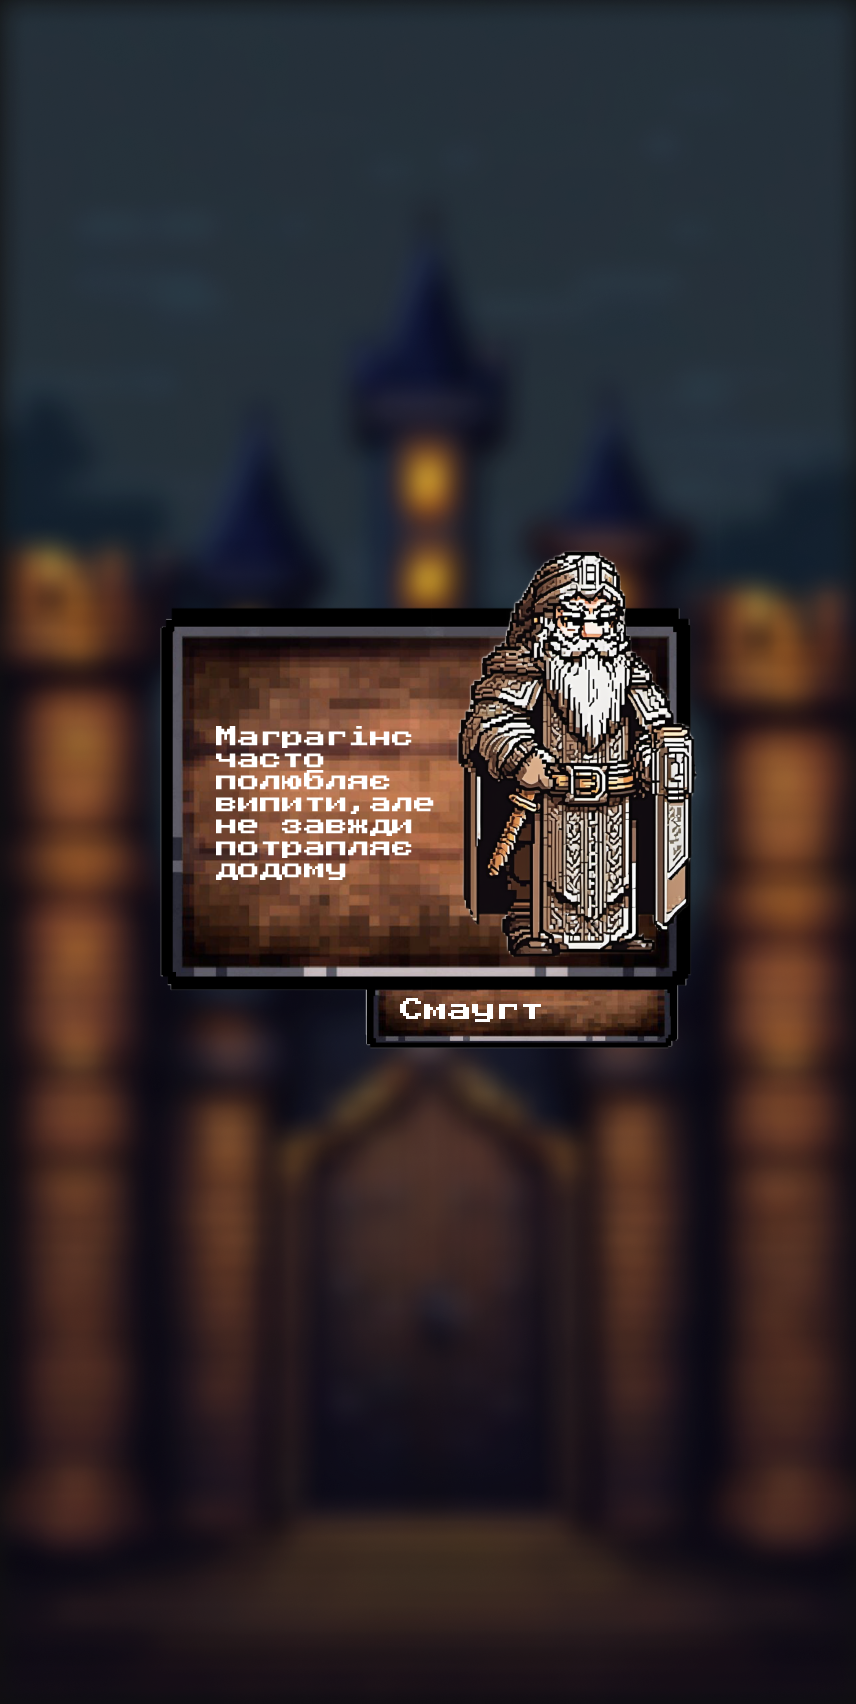 Маграгінс
часто
полюбляє
випити, але
не завжди
потрапляє
додому
Смаугт